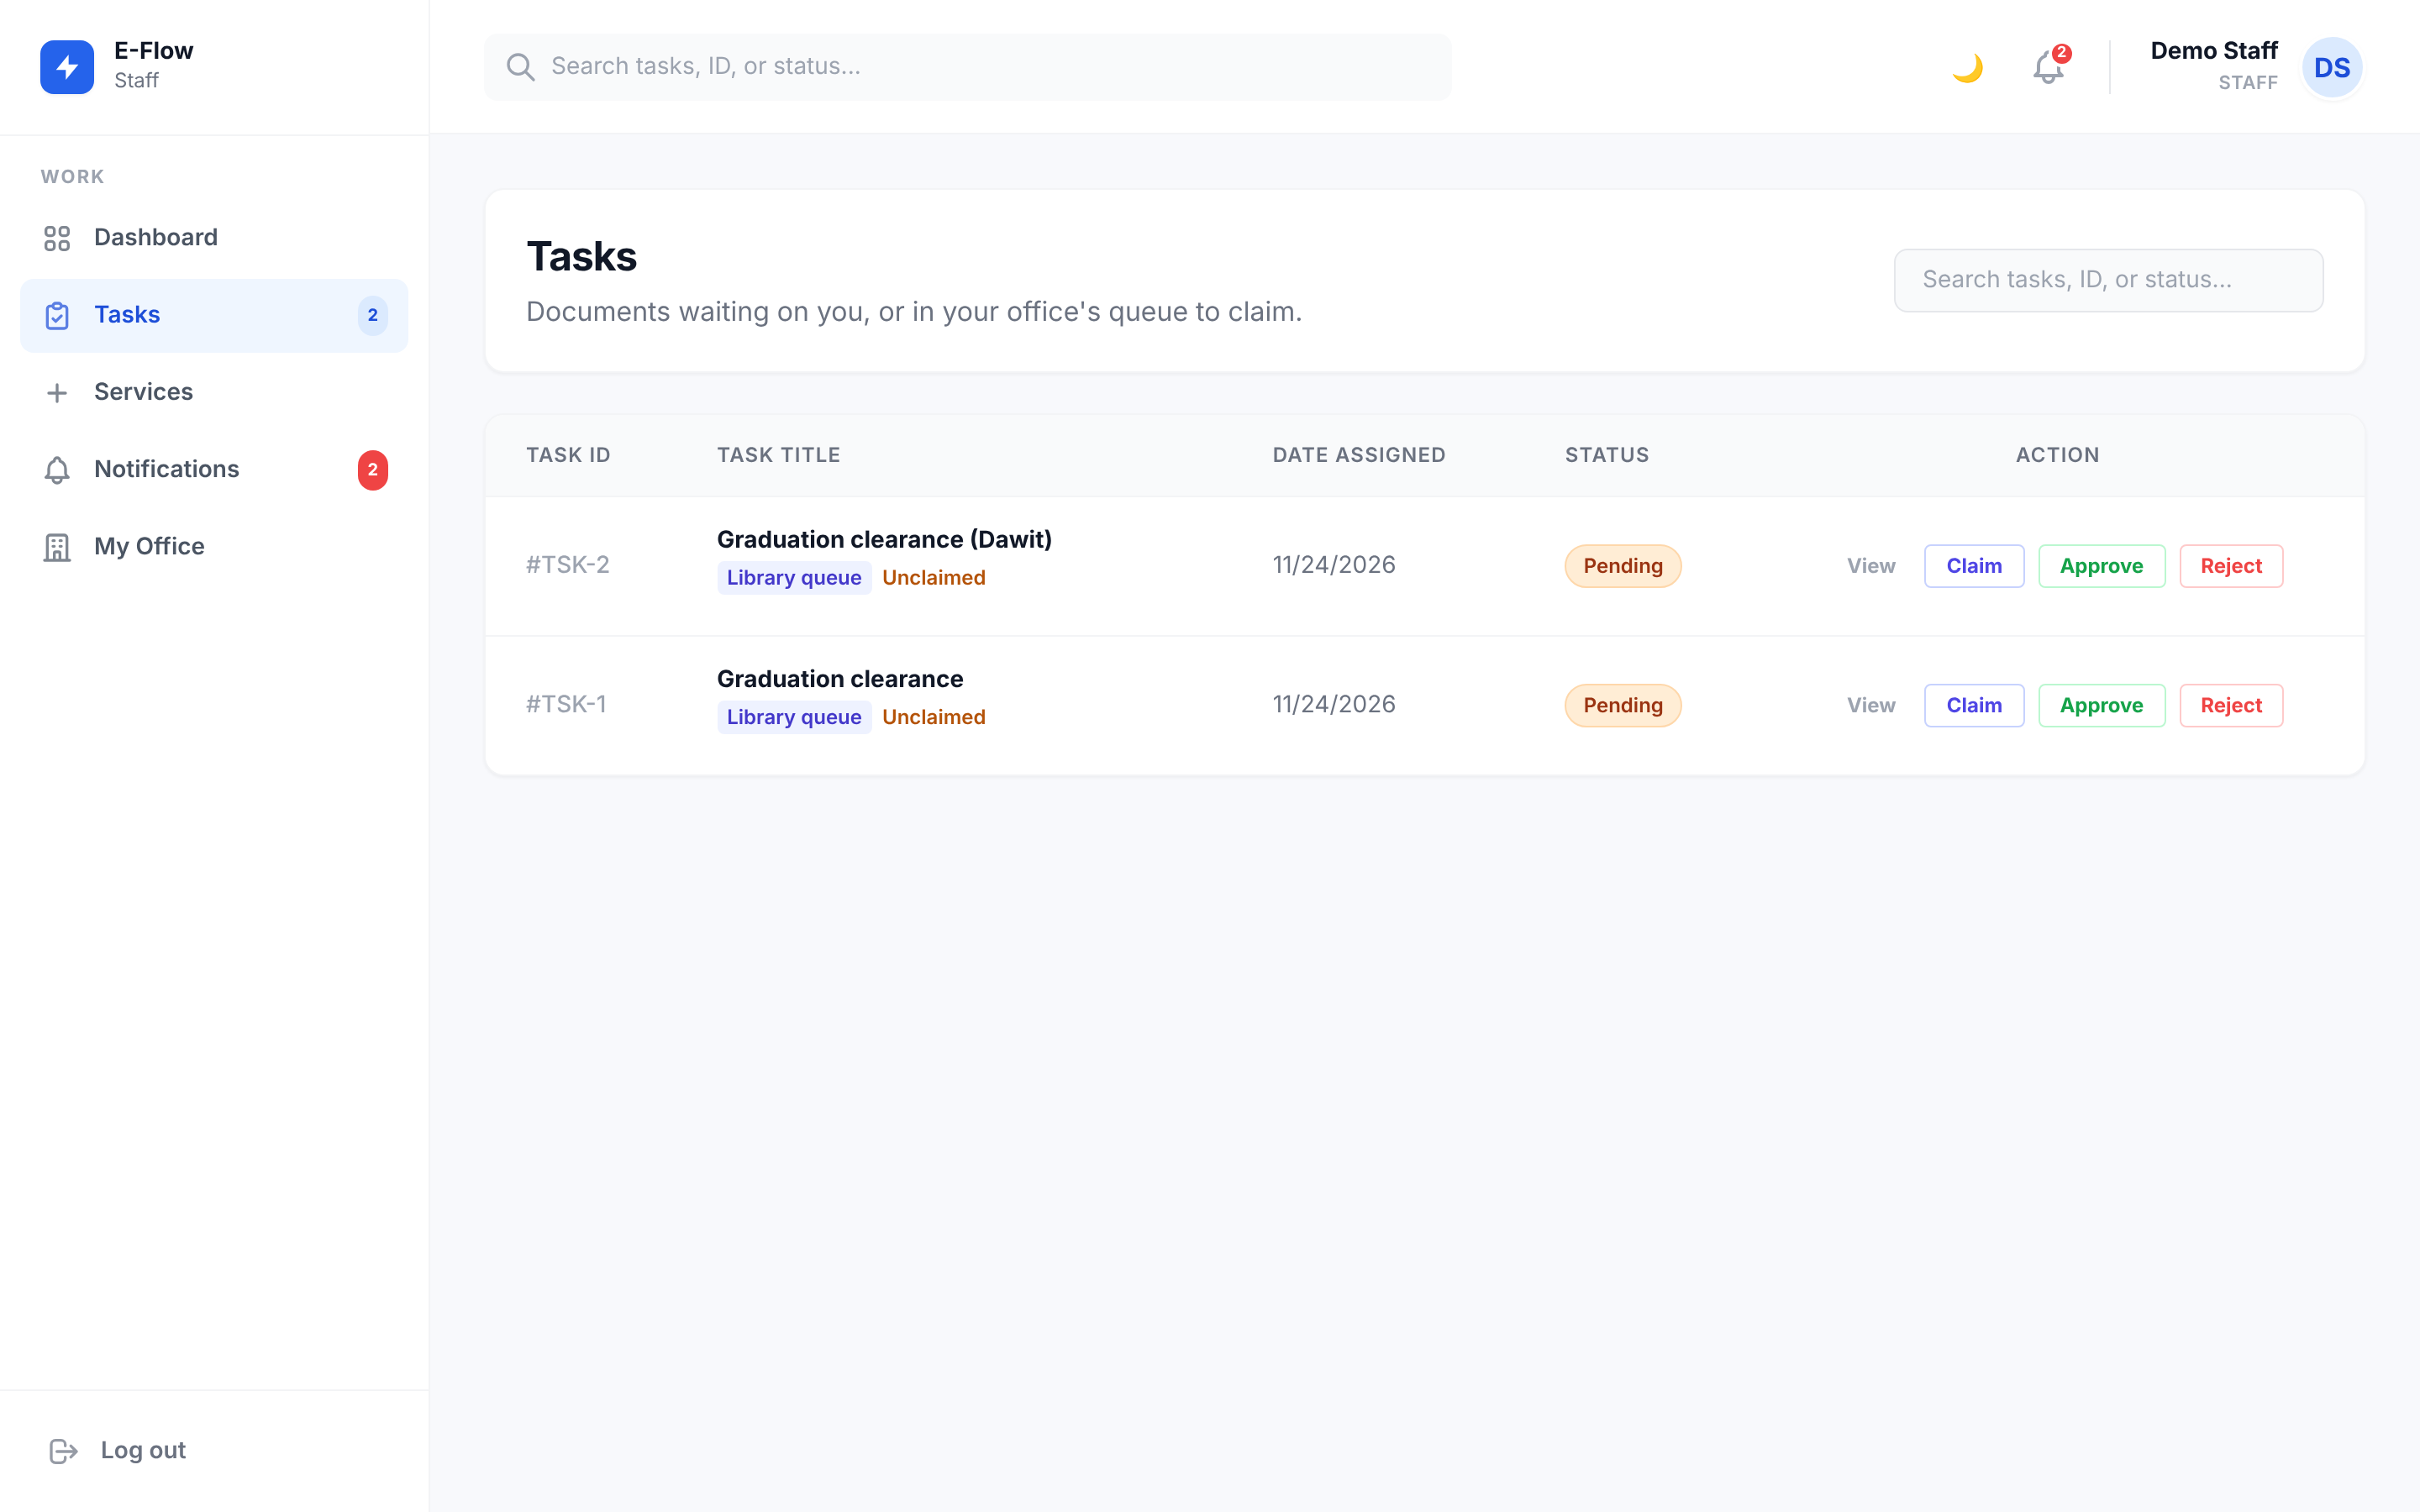 E-Flow
Staff
Search tasks, ID, or status...
2
Demo Staff
STAFF
DS
WORK
Dashboard
Tasks 2
Services
Notifications 2
My Office
Log out
Tasks
Documents waiting on you, or in your office's queue to claim.
Search tasks, ID, or status...
TASK ID TASK TITLE DATE ASSIGNED STATUS ACTION
#TSK-2 Graduation clearance (Dawit) 11/24/2026 Pending View Claim Approve Reject
Library queue Unclaimed
#TSK-1 Graduation clearance 11/24/2026 Pending View Claim Approve Reject
Library queue Unclaimed